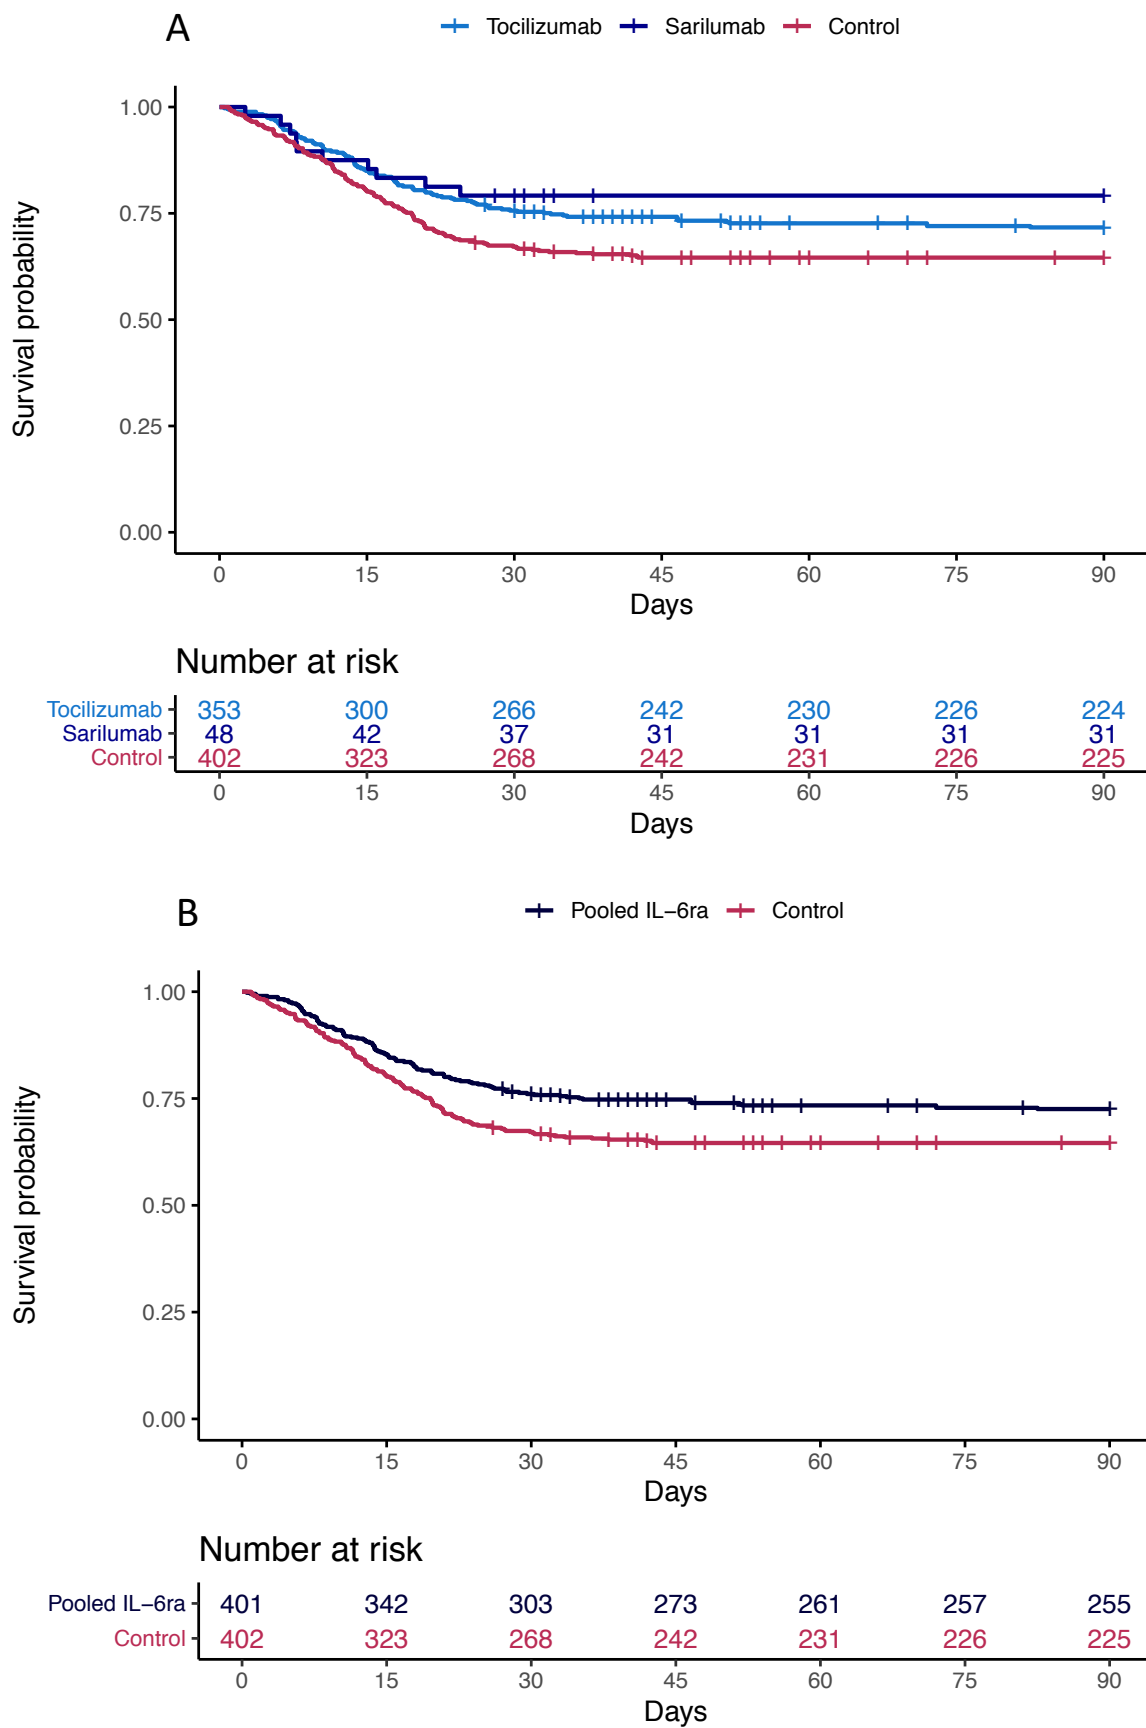 A
Tocilizumab Sarilumab Control
Survival probability
1.00
0.75
0.50
0.25
0.00
0 15 30 45 60 75 90
Days
Number at risk
Tocilizumab 353 300 266 242 230 226 224
Sarilumab 48 42 37 31 31 31 31
Control 402 323 268 242 231 226 225
0 15 30 45 60 75 90
Days
B
Pooled IL−6ra Control
Survival probability
1.00
0.75
0.50
0.25
0.00
0 15 30 45 60 75 90
Days
Number at risk
Pooled IL−6ra 401 342 303 273 261 257 255
Control 402 323 268 242 231 226 225
0 15 30 45 60 75 90
Days